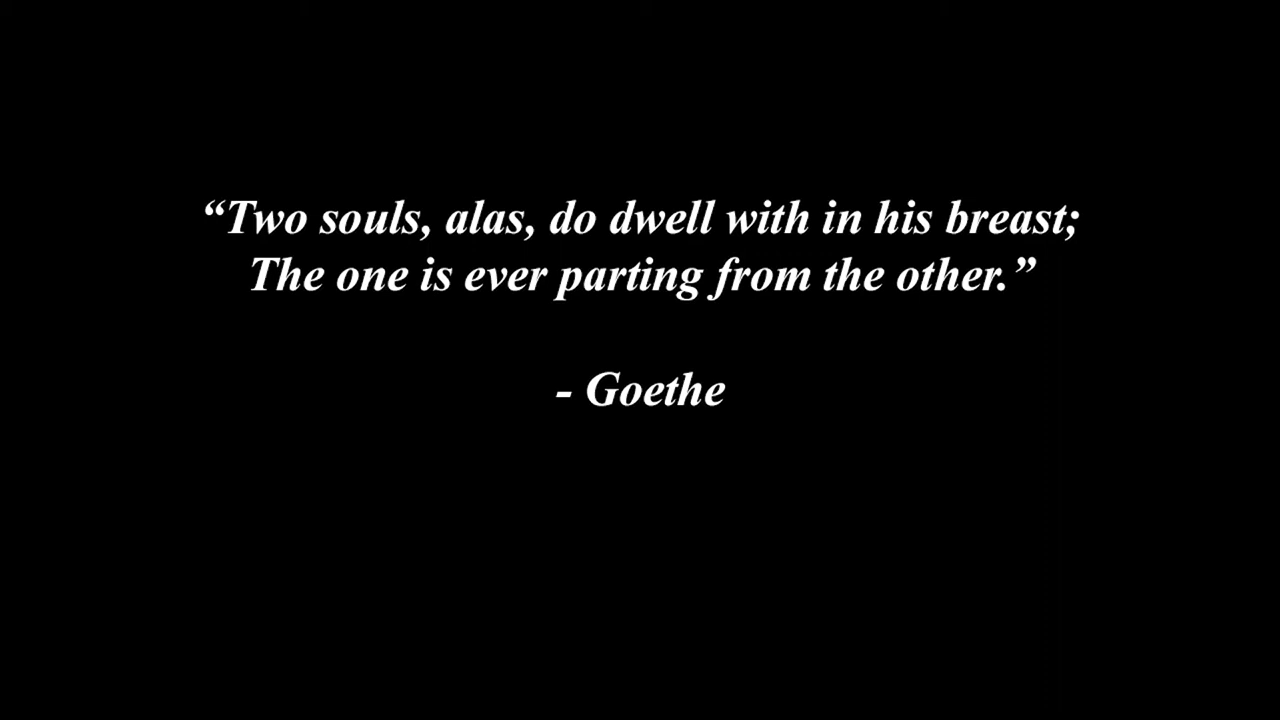 “Two souls, alas, do dwell with in his breast;
The one is ever parting from the other.”
- Goethe